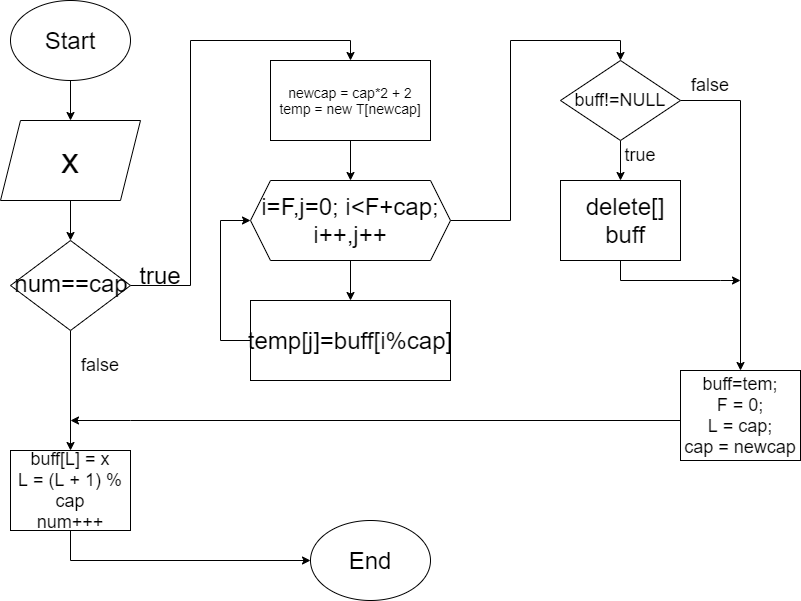 Start
x
num==cap
true
false
newcap = cap*2 + 2
temp = new T[newcap]
i=F,j=0; i<F+cap;
i++,j++
temp[j]=buff[i%cap]
buff!=NULL
false
true
delete[]
buff
buff=tem;
F = 0;
L = cap;
cap = newcap
buff[L] = x
L = (L + 1) %
cap
num+++
End